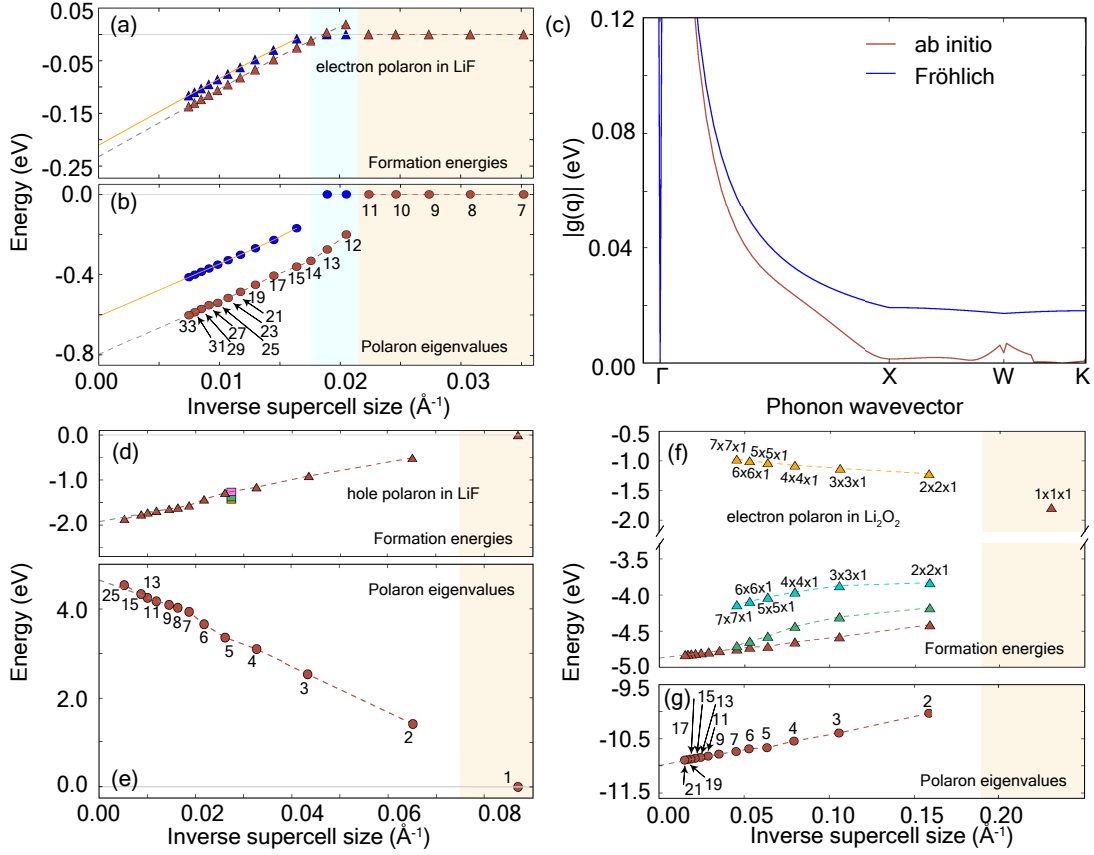 (a)
0.05
-0.05
-0.15
-0.25
electron polaron in LiF
Formation energies
(b)
0.0
-0.4
-0.8
Energy (eV)
33
31
29
27
25
23
21
19
17
15
14
13
12
11
10
9
8
7
Polaron eigenvalues
0.00
0.01
0.02
0.03
Inverse supercell size (Å⁻¹)
(c)
0.12
0.08
0.04
0.00
|g(q)| (eV)
ab initio
Fröhlich
Γ
X
W
K
Phonon wavevector
(d)
0.0
-1.0
-2.0
hole polaron in LiF
Formation energies
Energy (eV)
Polaron eigenvalues
4.0
2.0
0.0
25
15
13
11
9
8
7
6
5
4
3
2
1
(e)
0.00
0.02
0.04
0.06
0.08
Inverse supercell size (Å⁻¹)
(f)
-0.5
-1.0
-1.5
-2.0
7x7x1
5x5x1
6x6x1
4x4x1
3x3x1
2x2x1
1x1x1
electron polaron in Li₂O₂
-3.5
-4.0
-4.5
-5.0
Energy (eV)
7x7x1
6x6x1
5x5x1
4x4x1
3x3x1
2x2x1
Formation energies
(g)
-9.5
-10.5
-11.5
17
15
13
11
21
19
9
7
6
5
4
3
2
Polaron eigenvalues
0.00
0.05
0.10
0.15
0.20
Inverse supercell size (Å⁻¹)